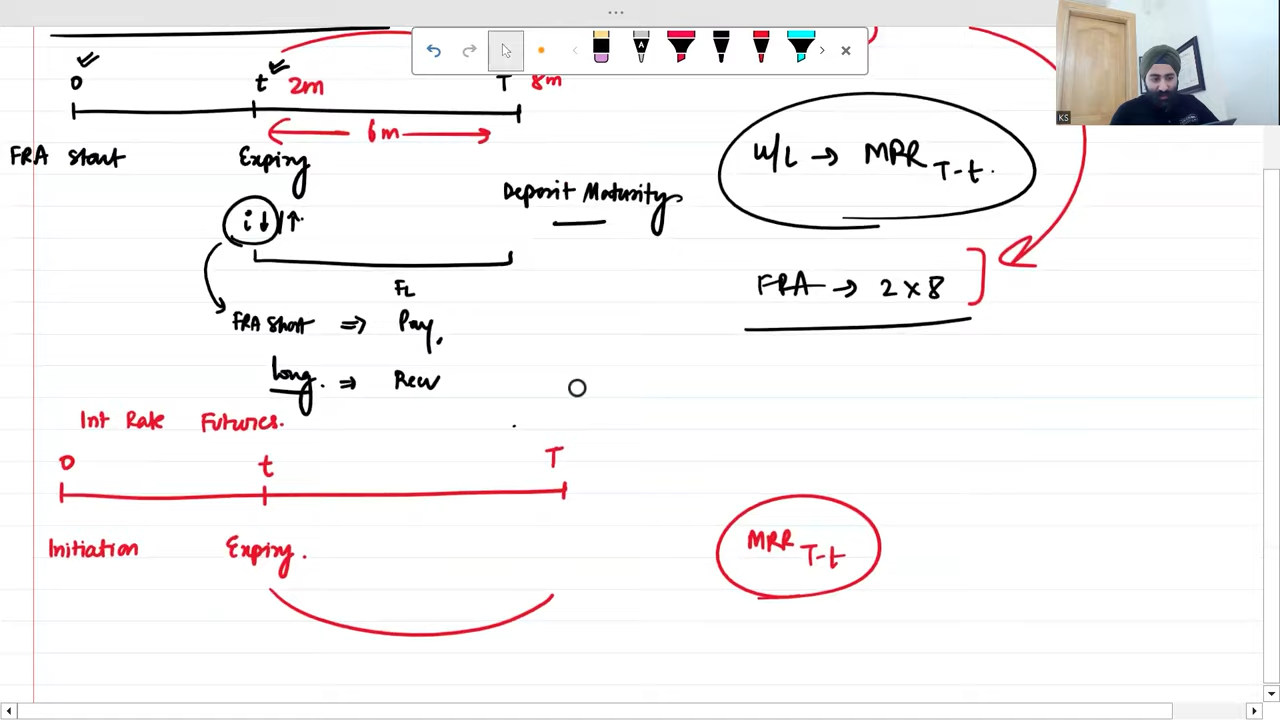 0 t 2m T 8m
6m
FRA Start Expiry
Deposit Maturity
U/L → MRR T-t.
i↓/↑
FRA → 2×8
FL
FRA Short ⇒ Pay.
Long. ⇒ Recv
Int Rate Futures.
0 t T
Initiation Expiry.
MRR T-t
KS
A